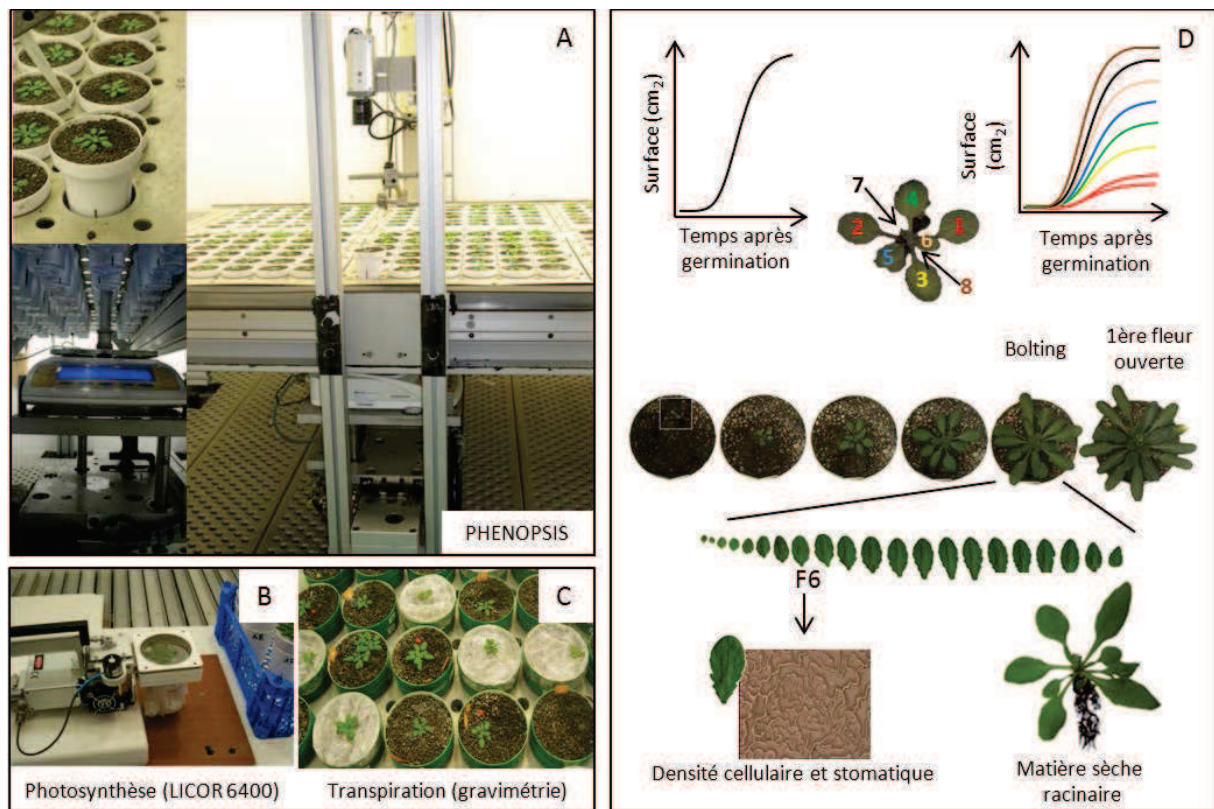 A
PHENOPSIS
B
Photosynthèse (LICOR 6400)
C
Transpiration (gravimétrie)
D
Surface (cm2)
Temps après
germination
7
4
2
1
6
5
3
8
Surface
(cm2)
Temps après
germination
Bolting
1ère fleur
ouverte
F6
Densité cellulaire et stomatique
Matière sèche
racinaire